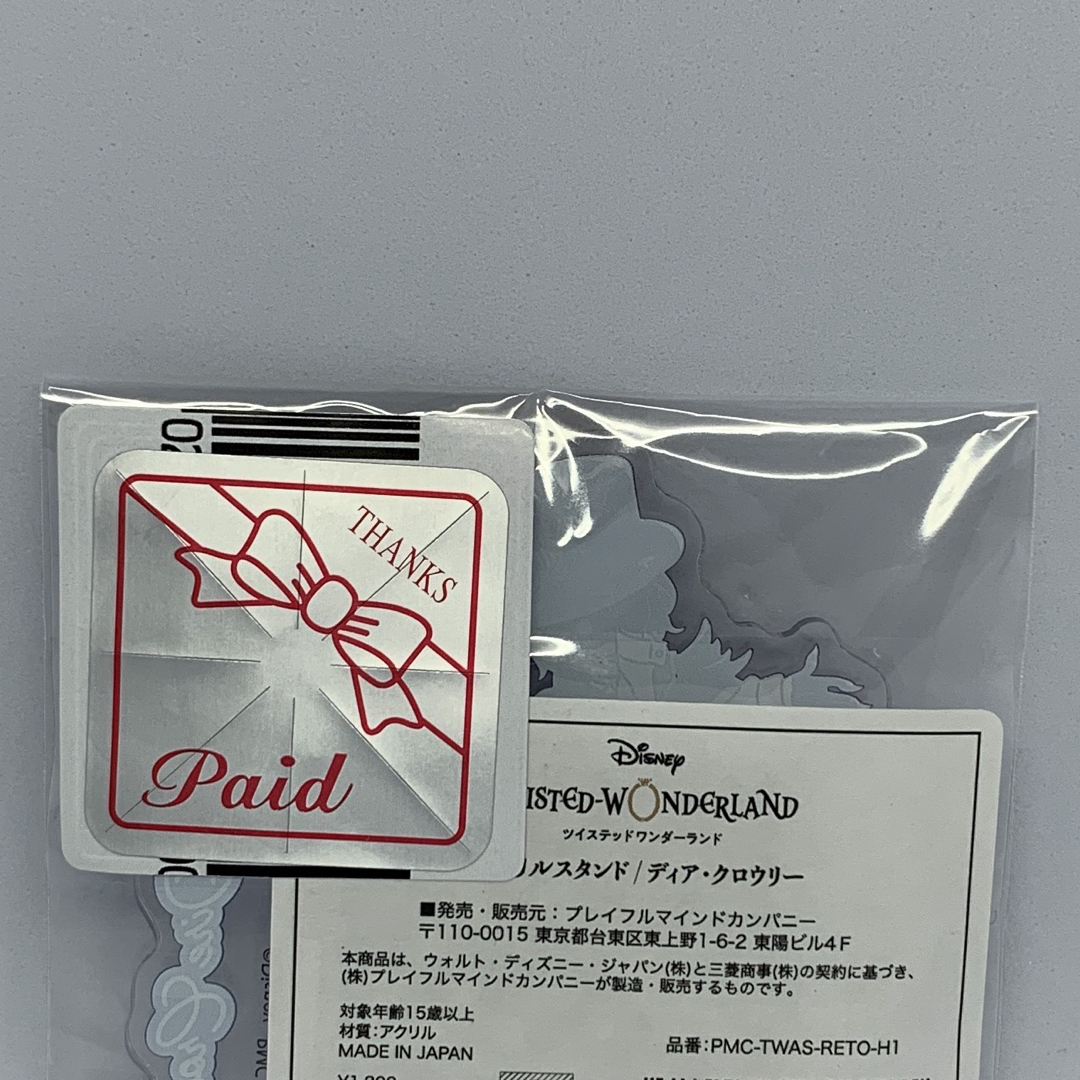 20
THANKS
Paid
Disney
ISTED-WONDERLAND
ツイステッドワンダーランド
ルスタンド/ディア・クロウリー
■発売・販売元:プレイフルマインドカンパニー
〒110-0015 東京都台東区東上野1-6-2 東陽ビル4F
本商品は、ウォルト・ディズニー・ジャパン(株)と三菱商事(株)の契約に基づき、
(株)プレイフルマインドカンパニーが製造・販売するものです。
対象年齢15歳以上
材質:アクリル
MADE IN JAPAN
品番:PMC-TWAS-RETO-H1